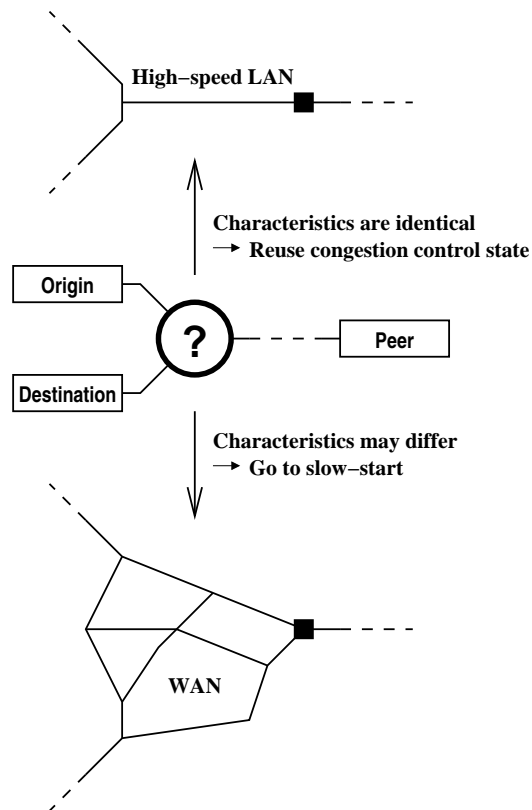 High−speed LAN
Characteristics are identical
→ Reuse congestion control state
Origin
?
Peer
Destination
Characteristics may differ
→ Go to slow−start
WAN